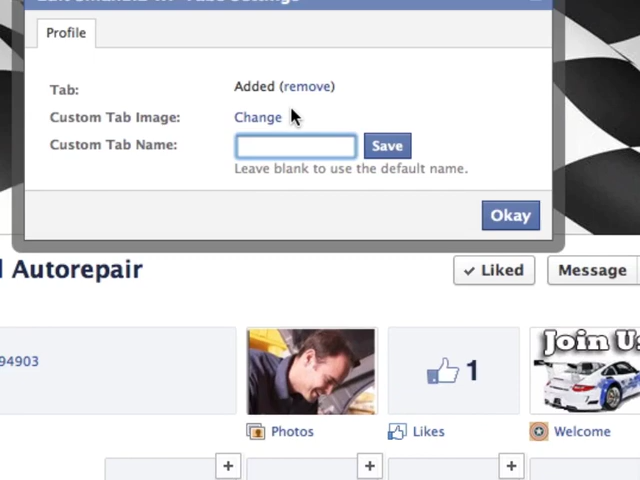 Profile
Tab:
Added (remove)
Custom Tab Image:
Change
Custom Tab Name:
Save
Leave blank to use the default name.
Okay
Autorepair
✓ Liked
Message
94903
1
Join Us
Photos
Likes
Welcome
+
+
+